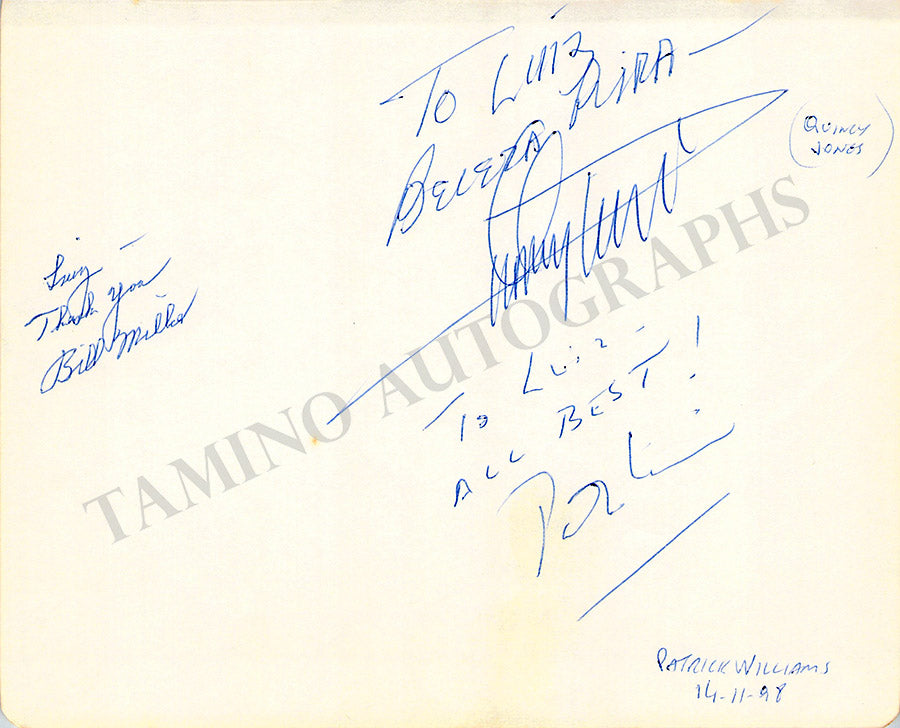 To Luiz
Beleza Pura
(Quincy
Jones)
Luiz –
Thank you
Bill Miller
To Luiz –
All Best!
Patrick Williams
14-11-98
TAMINO AUTOGRAPHS